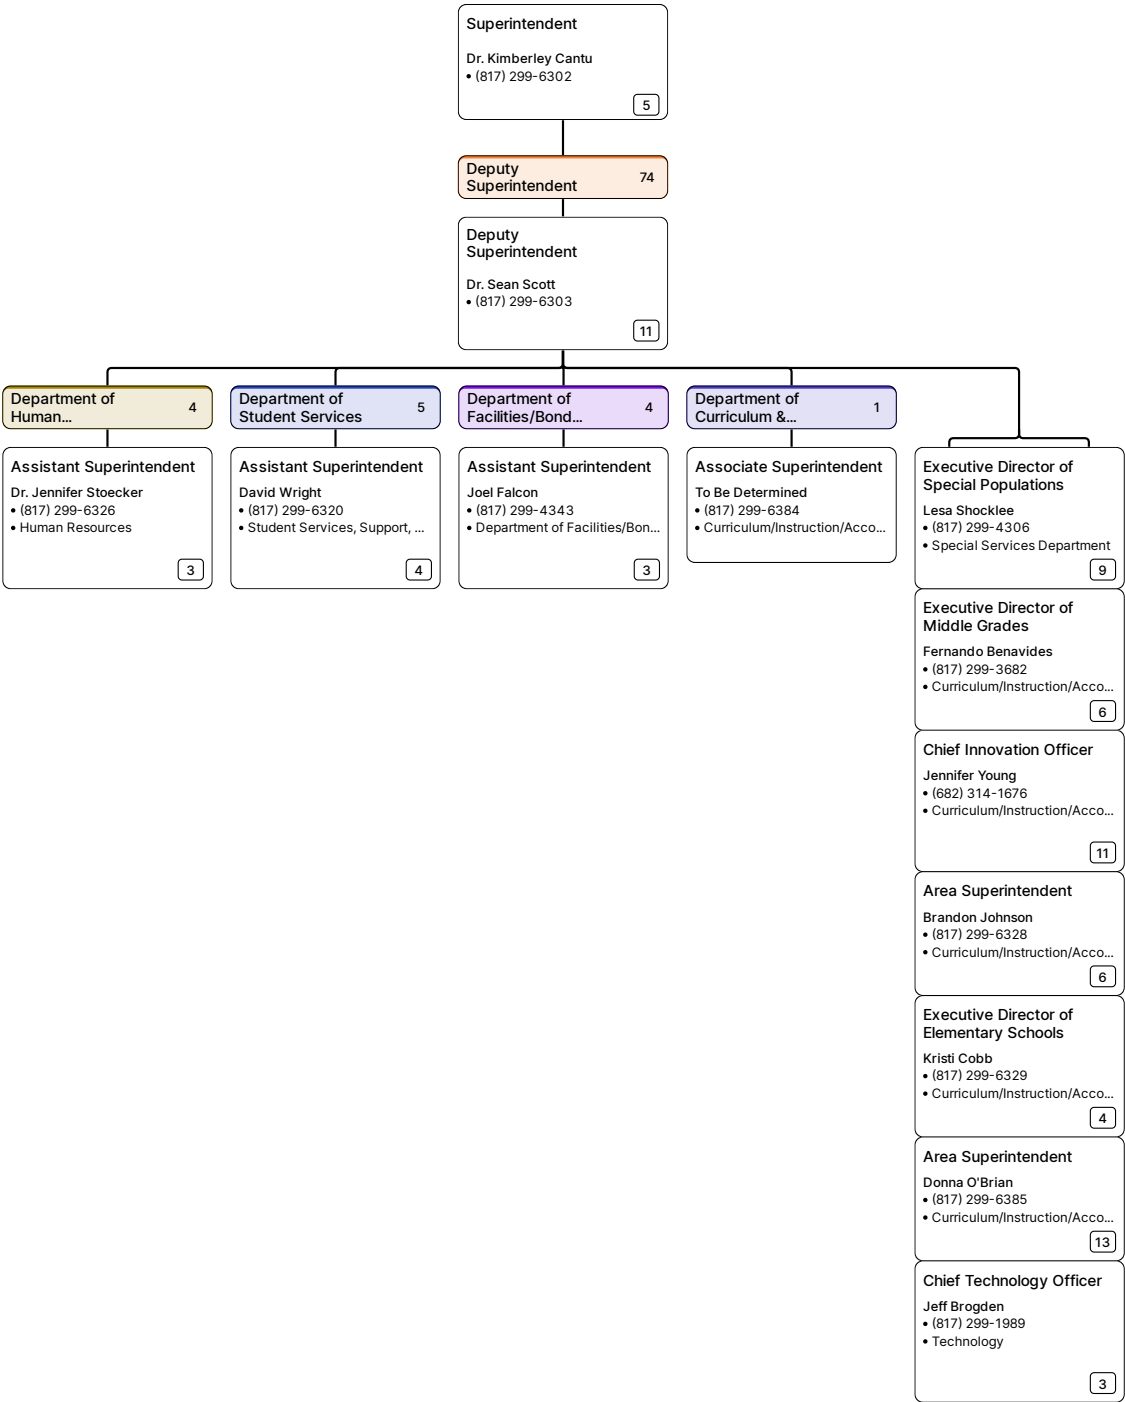 Superintendent
Dr. Kimberley Cantu
• (817) 299-6302
5
Deputy
Superintendent
74
Deputy
Superintendent
Dr. Sean Scott
• (817) 299-6303
11
Department of
Human...
4
Assistant Superintendent
Dr. Jennifer Stoecker
• (817) 299-6326
• Human Resources
3
Department of
Student Services
5
Assistant Superintendent
David Wright
• (817) 299-6320
• Student Services, Support, ...
4
Department of
Facilities/Bond...
4
Assistant Superintendent
Joel Falcon
• (817) 299-4343
• Department of Facilities/Bon...
3
Department of
Curriculum &...
1
Associate Superintendent
To Be Determined
• (817) 299-6384
• Curriculum/Instruction/Acco...
Executive Director of
Special Populations
Lesa Shocklee
• (817) 299-4306
• Special Services Department
9
Executive Director of
Middle Grades
Fernando Benavides
• (817) 299-3682
• Curriculum/Instruction/Acco...
6
Chief Innovation Officer
Jennifer Young
• (682) 314-1676
• Curriculum/Instruction/Acco...
11
Area Superintendent
Brandon Johnson
• (817) 299-6328
• Curriculum/Instruction/Acco...
6
Executive Director of
Elementary Schools
Kristi Cobb
• (817) 299-6329
• Curriculum/Instruction/Acco...
4
Area Superintendent
Donna O'Brian
• (817) 299-6385
• Curriculum/Instruction/Acco...
13
Chief Technology Officer
Jeff Brogden
• (817) 299-1989
• Technology
3